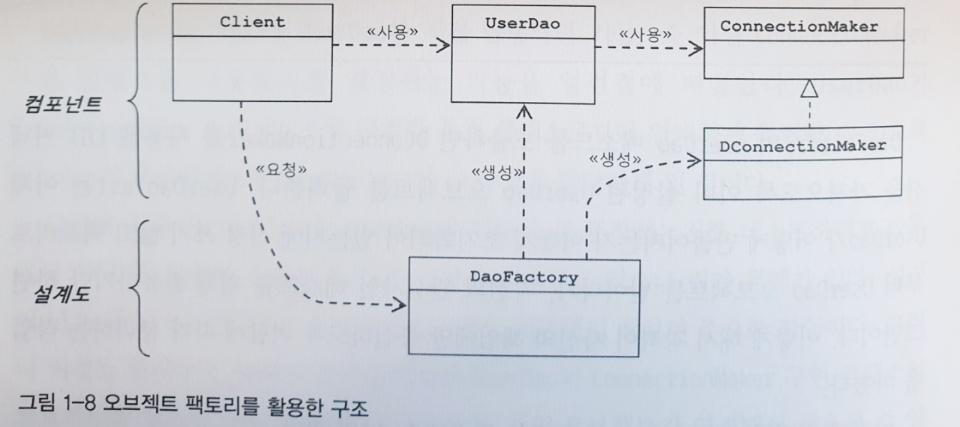 Client
UserDao
ConnectionMaker
«사용»
«사용»
컴포넌트
DConnectionMaker
«요청»
«생성»
«생성»
설계도
DaoFactory
그림 1-8 오브젝트 팩토리를 활용한 구조